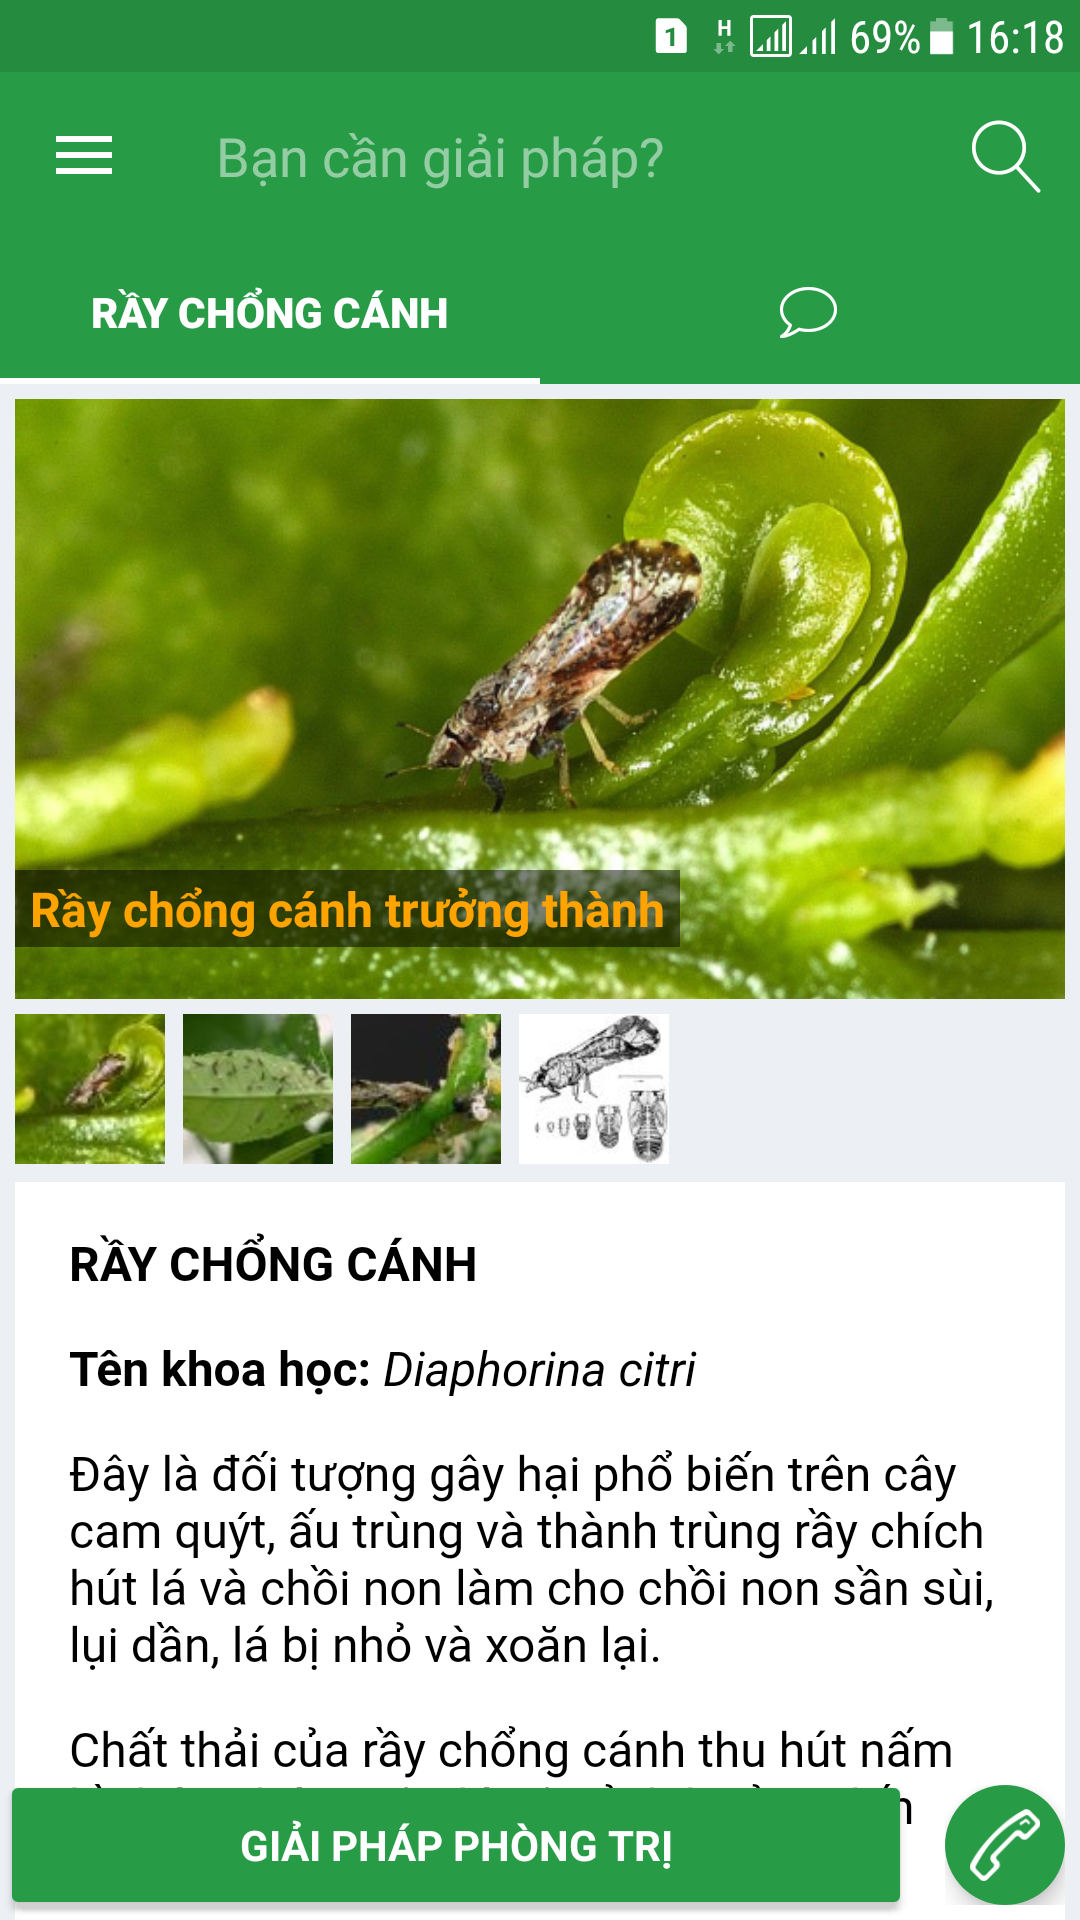 1 H 69% 16:18
Bạn cần giải pháp?
RẦY CHỔNG CÁNH
Rầy chổng cánh trưởng thành
RẦY CHỔNG CÁNH
Tên khoa học: Diaphorina citri
Đây là đối tượng gây hại phổ biến trên cây
cam quýt, ấu trùng và thành trùng rầy chích
hút lá và chồi non làm cho chồi non sần sùi,
lụi dần, lá bị nhỏ và xoăn lại.
Chất thải của rầy chổng cánh thu hút nấm
GIẢI PHÁP PHÒNG TRỊ